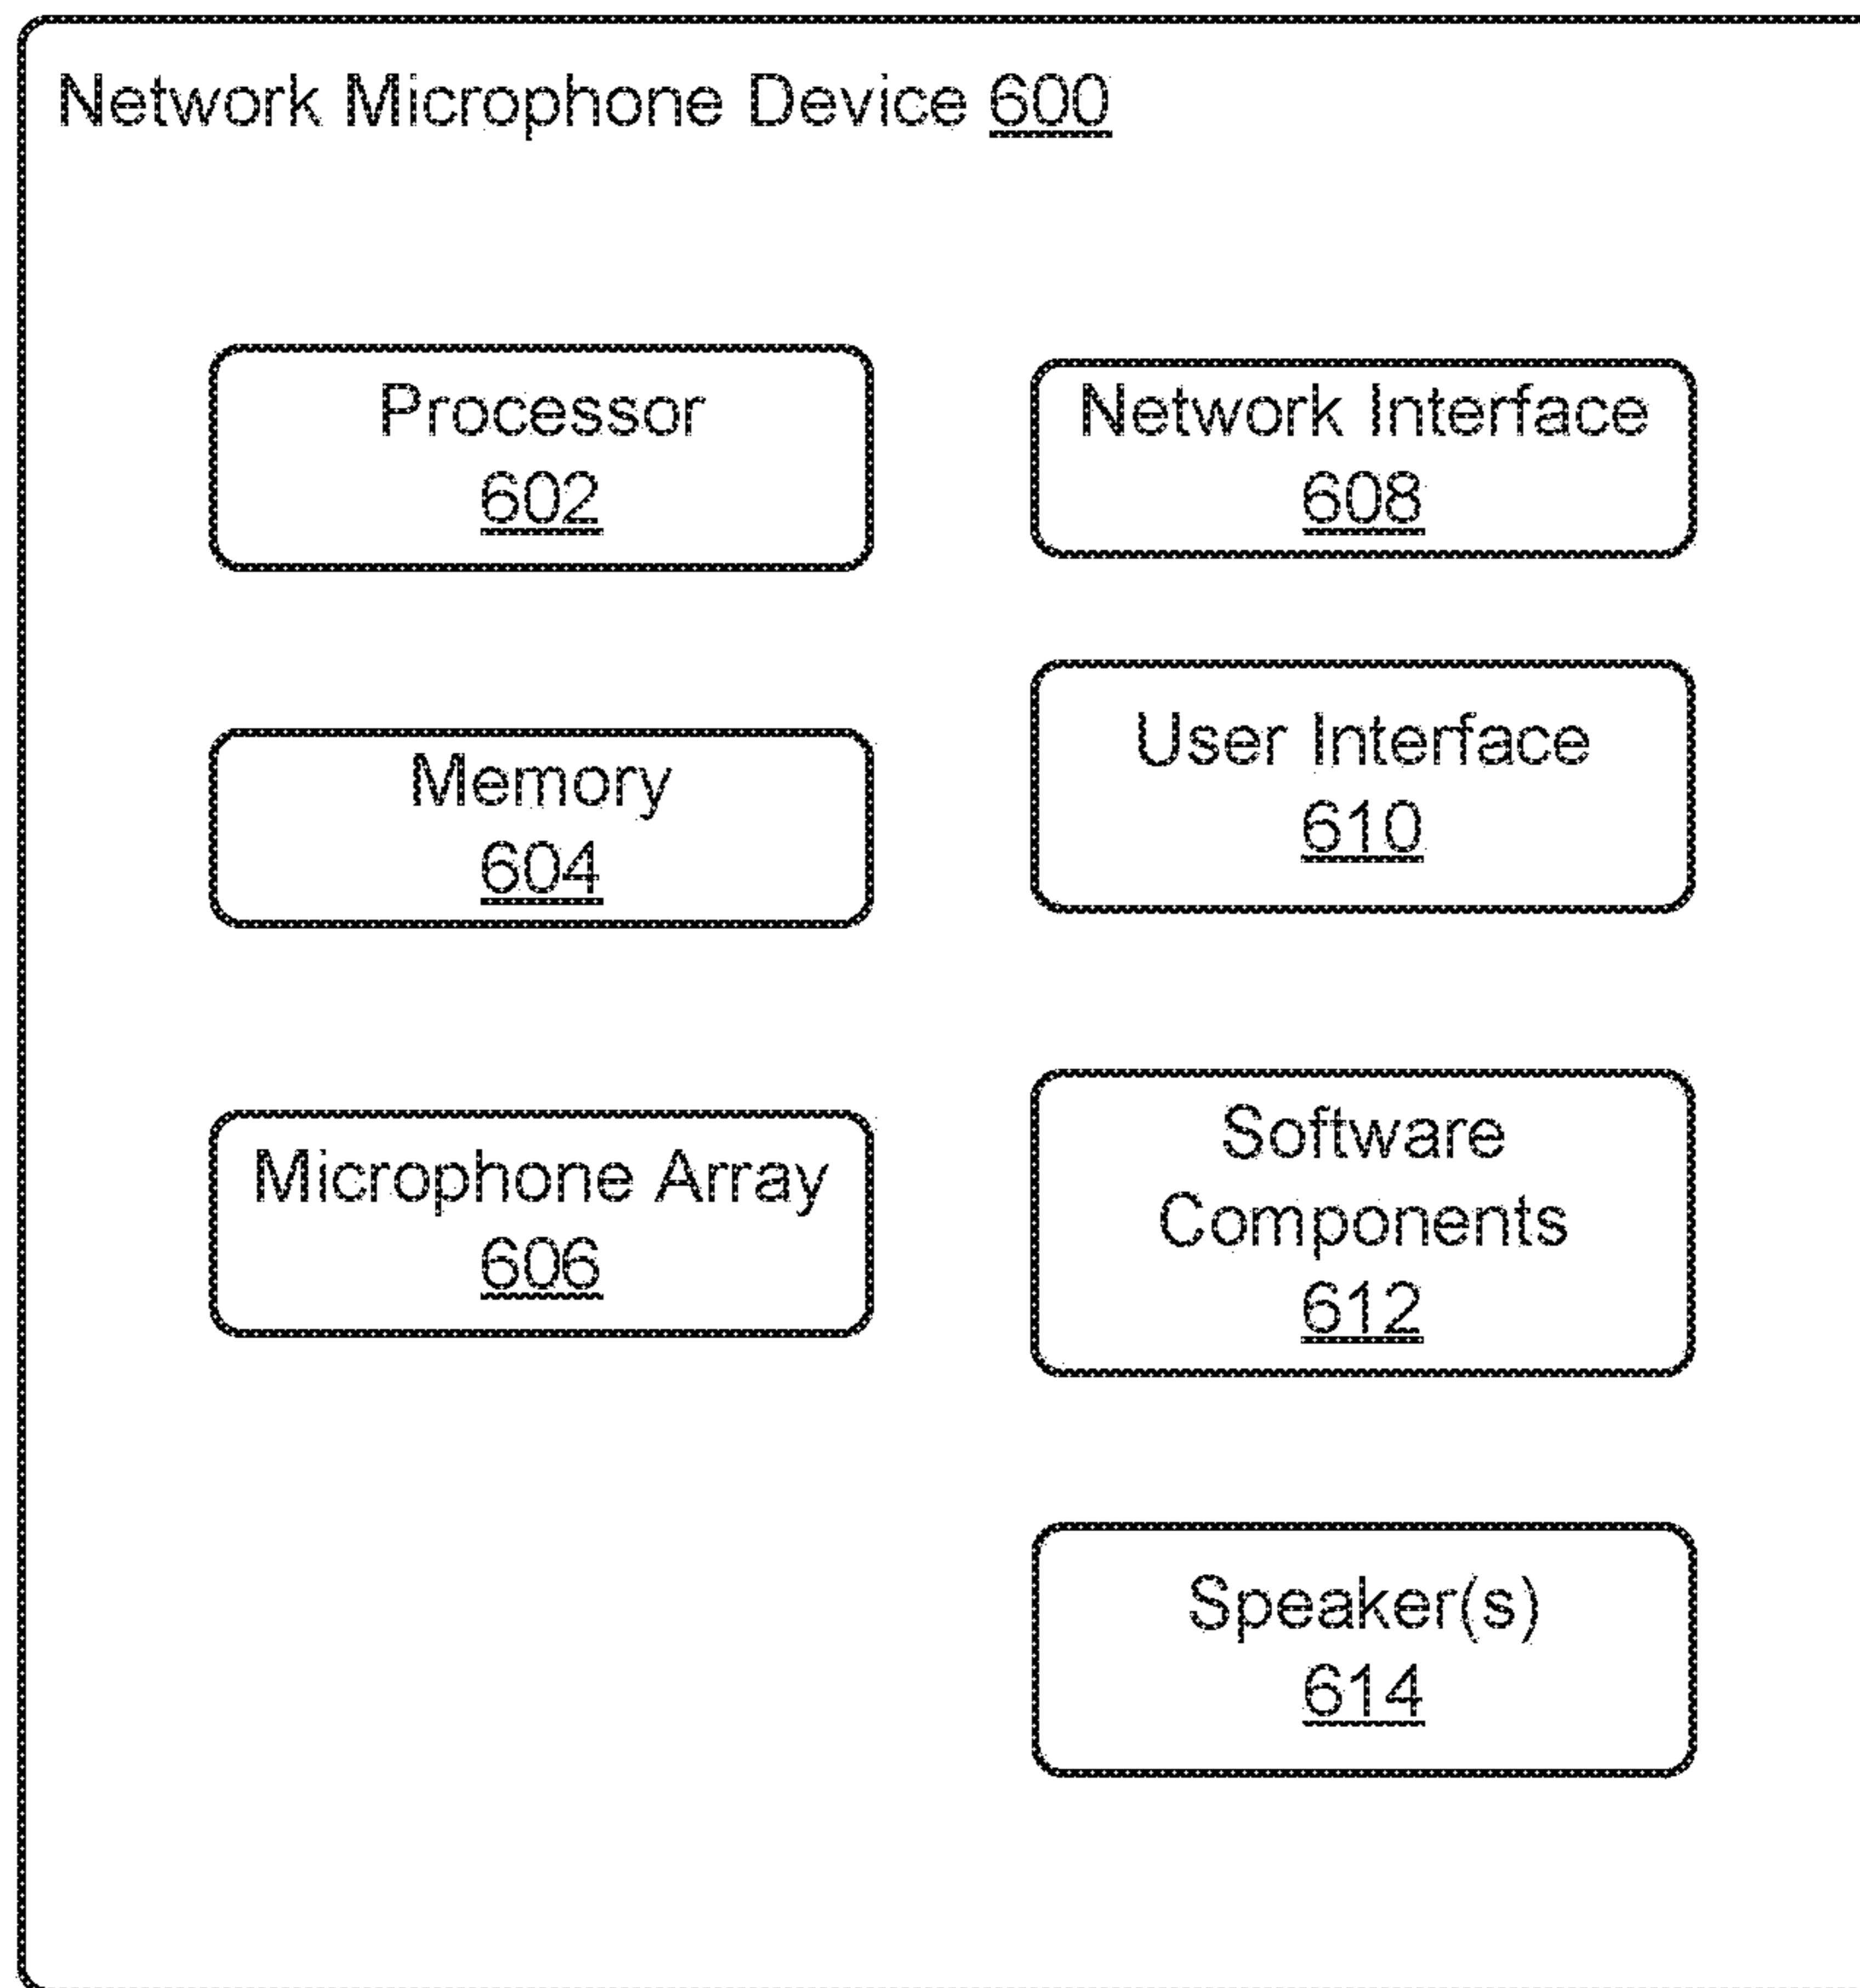 Network Microphone Device 600
Processor
602
Memory
604
Microphone Array
606
Network Interface
608
User Interface
610
Software
Components
612
Speaker(s)
614